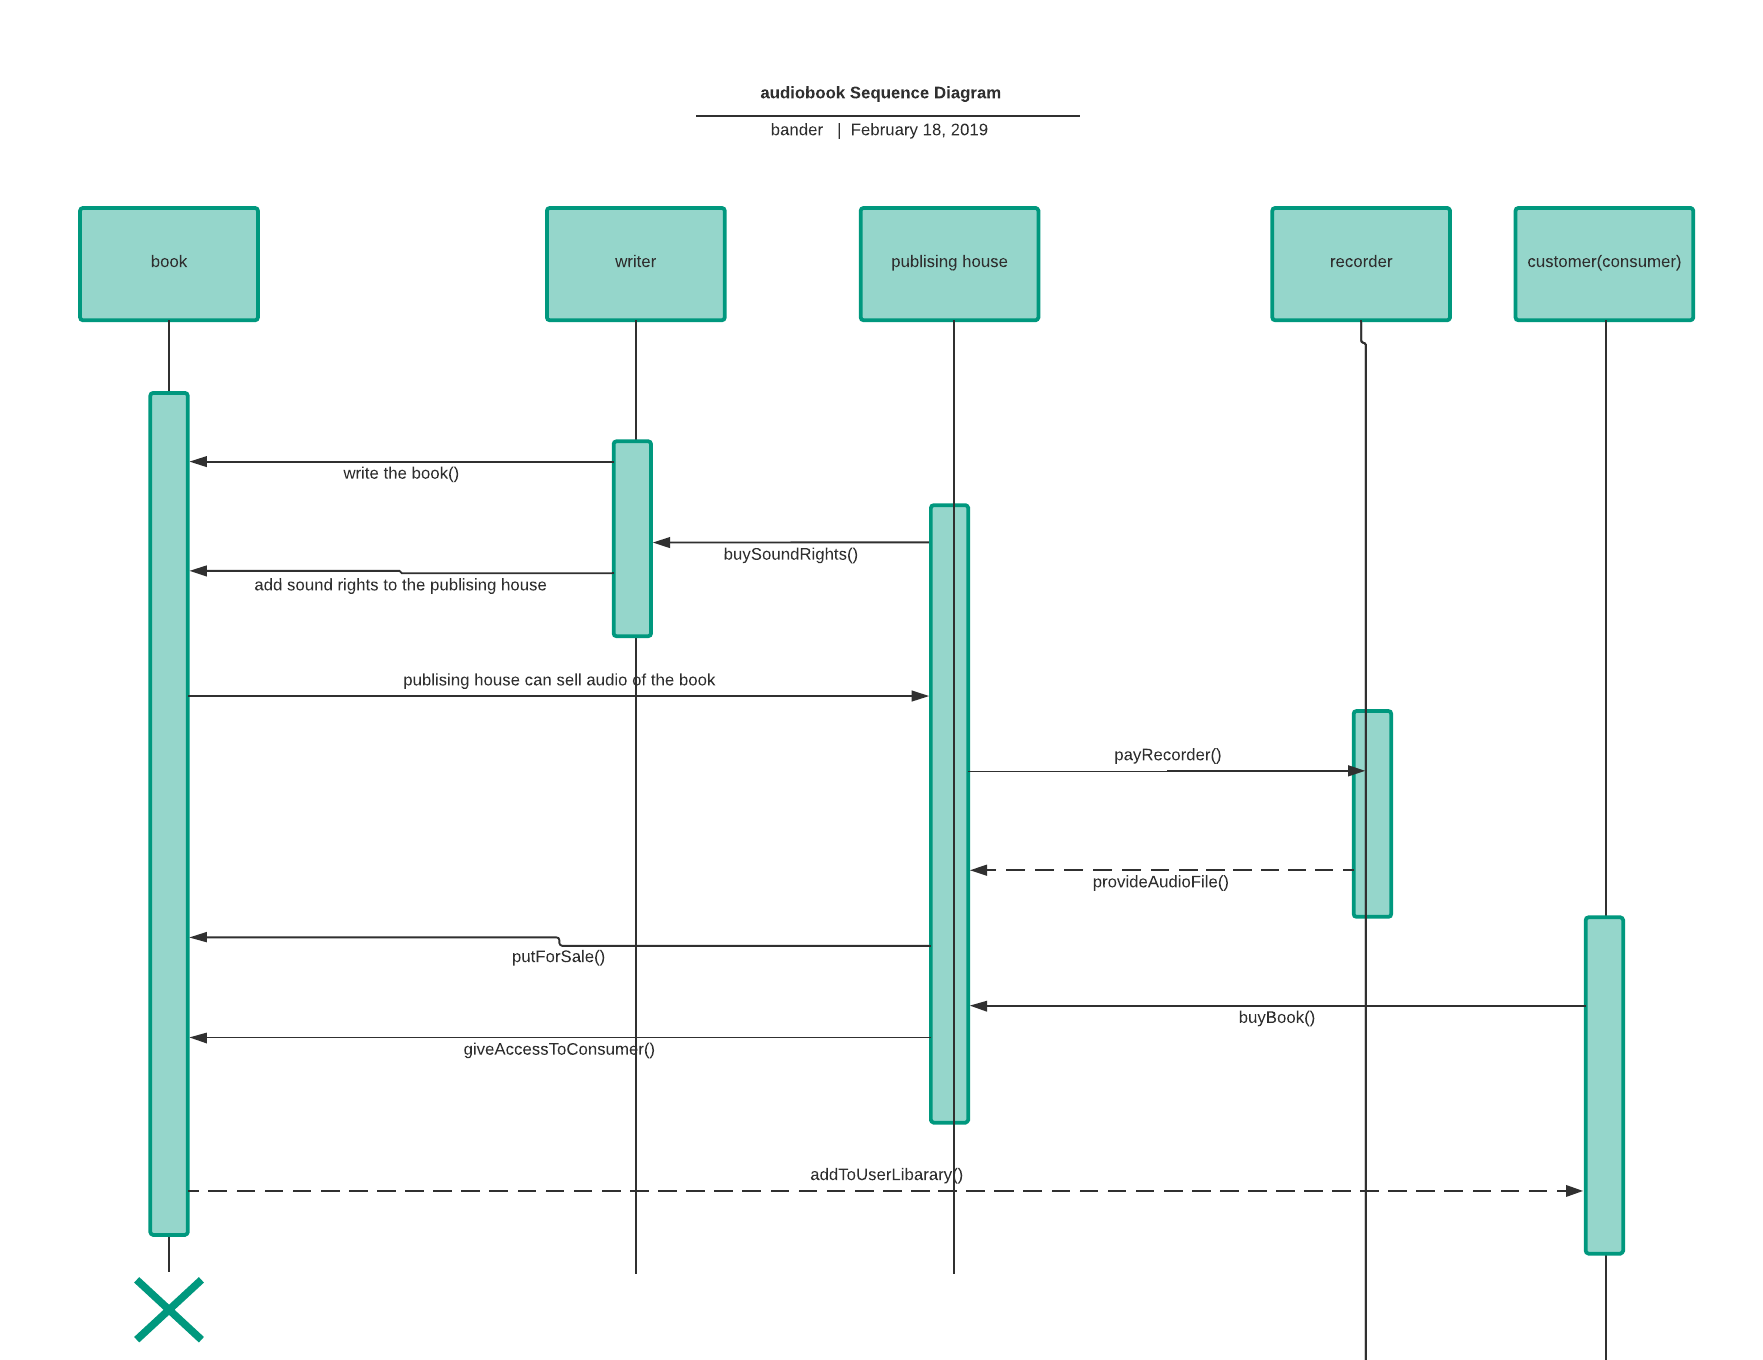 audiobook Sequence Diagram
bander | February 18, 2019
book
writer
publising house
recorder
customer(consumer)
write the book()
buySoundRights()
add sound rights to the publising house
publising house can sell audio of the book
payRecorder()
provideAudioFile()
putForSale()
buyBook()
giveAccessToConsumer()
addToUserLibarary()